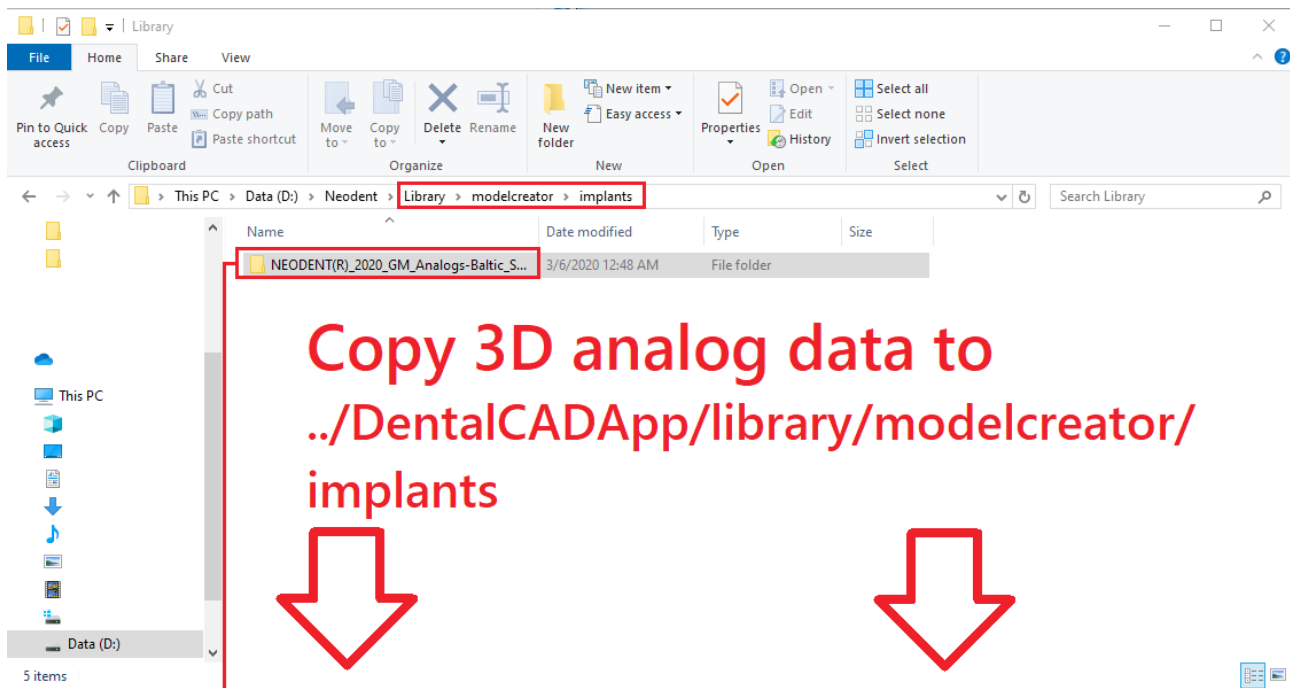 Library
File Home Share View
Pin to Quick access
Copy
Paste
Cut
Copy path
Paste shortcut
Clipboard
Move to
Copy to
Delete
Rename
Organize
New folder
New item
Easy access
New
Properties
Open
Edit
History
Open
Select all
Select none
Invert selection
Select
This PC > Data (D:) > Neodent > Library > modelcreator > implants
Search Library
Name Date modified Type Size
NEODENT(R)_2020_GM_Analogs-Baltic_S... 3/6/2020 12:48 AM File folder
Copy 3D analog data to
../DentalCADApp/library/modelcreator/
implants
This PC
Data (D:)
5 items